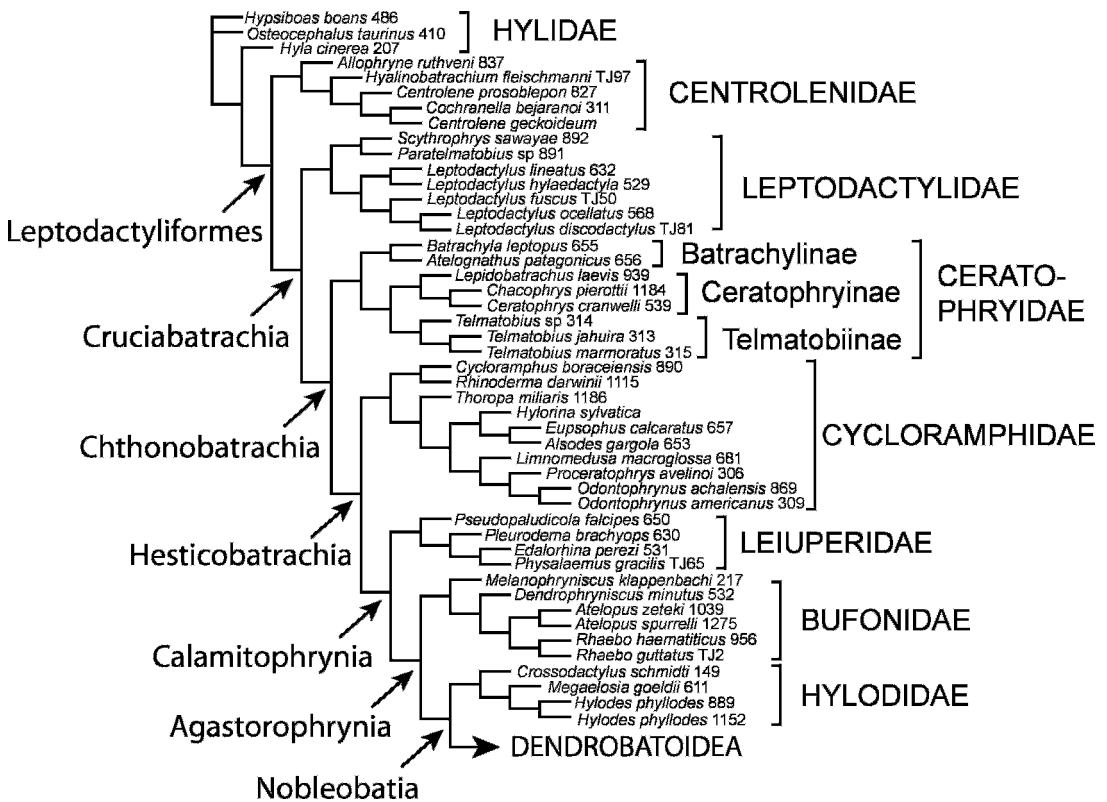 Hypsiboas boans 486
Osteocephalus taurinus 410
Hyla cinerea 207
HYLIDAE
Allophryne ruthveni 837
Hyalinobatrachium fleischmanni TJ97
Centrolene prosoblepon 827
Cochranella bejaranoi 311
Centrolene geckoideum
CENTROLENIDAE
Scythrophrys sawayae 892
Paratelmatobius sp 891
Leptodactylus lineatus 632
Leptodactylus hylaedactyla 529
Leptodactylus fuscus TJ50
Leptodactylus ocellatus 568
Leptodactylus discodactylus TJ81
LEPTODACTYLIDAE
Leptodactyliformes
Batrachyla leptopus 655
Atelognathus patagonicus 656
Batrachylinae
Lepidobatrachus laevis 939
Chacophrys pierottii 1184
Ceratophrys cranwelli 539
Ceratophryinae
Telmatobius sp 314
Telmatobius jahuira 313
Telmatobius marmoratus 315
Telmatobiinae
CERATO-
PHRYIDAE
Cruciabatrachia
Cycloramphus boraceiensis 890
Rhinoderma darwinii 1115
Thoropa miliaris 1186
Hylorina sylvatica
Eupsophus calcaratus 657
Alsodes gargola 653
Limnomedusa macroglossa 681
Proceratophrys avelinoi 306
Odontophrynus achalensis 869
Odontophrynus americanus 309
CYCLORAMPHIDAE
Chthonobatrachia
Pseudopaludicola falcipes 650
Pleurodema brachyops 630
Edalorhina perezi 531
Physalaemus gracilis TJ65
LEIUPERIDAE
Hesticobatrachia
Melanophryniscus klappenbachi 217
Dendrophryniscus minutus 532
Atelopus zeteki 1039
Atelopus spurrelli 1275
Rhaebo haematiticus 956
Rhaebo guttatus TJ2
BUFONIDAE
Calamitophrynia
Crossodactylus schmidti 149
Megaelosia goeldii 611
Hylodes phyllodes 889
Hylodes phyllodes 1152
HYLODIDAE
Agastorophrynia
DENDROBATOIDEA
Nobleobatia